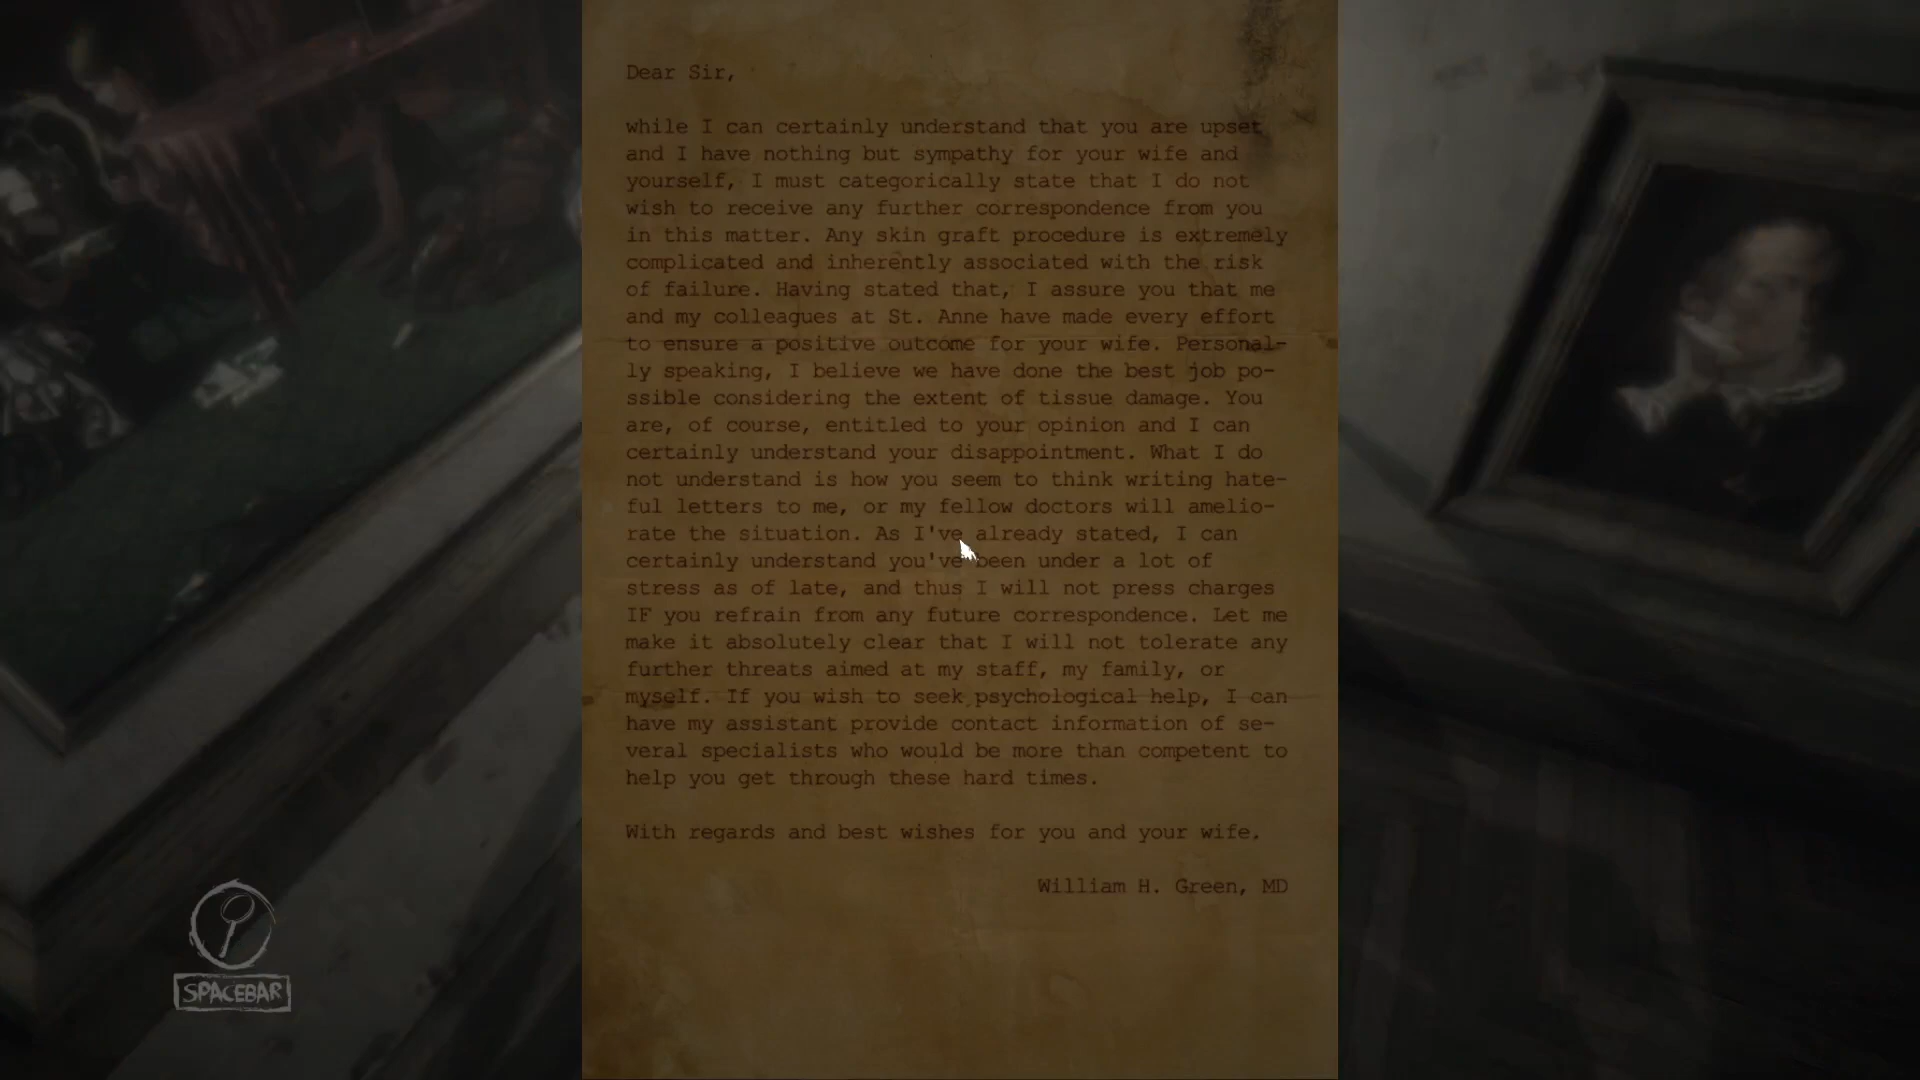 Dear Sir,
while I can certainly understand that you are upset
and I have nothing but sympathy for your wife and
yourself, I must categorically state that I do not
wish to receive any further correspondence from you
in this matter. Any skin graft procedure is extremely
complicated and inherently associated with the risk
of failure. Having stated that, I assure you that me
and my colleagues at St. Anne have made every effort
to ensure a positive outcome for your wife. Personal-
ly speaking, I believe we have done the best job po-
ssible considering the extent of tissue damage. You
are, of course, entitled to your opinion and I can
certainly understand your disappointment. What I do
not understand is how you seem to think writing hate-
ful letters to me, or my fellow doctors will amelio-
rate the situation. As I've already stated, I can
certainly understand you've been under a lot of
stress as of late, and thus I will not press charges
IF you refrain from any future correspondence. Let me
make it absolutely clear that I will not tolerate any
further threats aimed at my staff, my family, or
myself. If you wish to seek psychological help, I can
have my assistant provide contact information of se-
veral specialists who would be more than competent to
help you get through these hard times.
With regards and best wishes for you and your wife.
William H. Green, MD
SPACEBAR